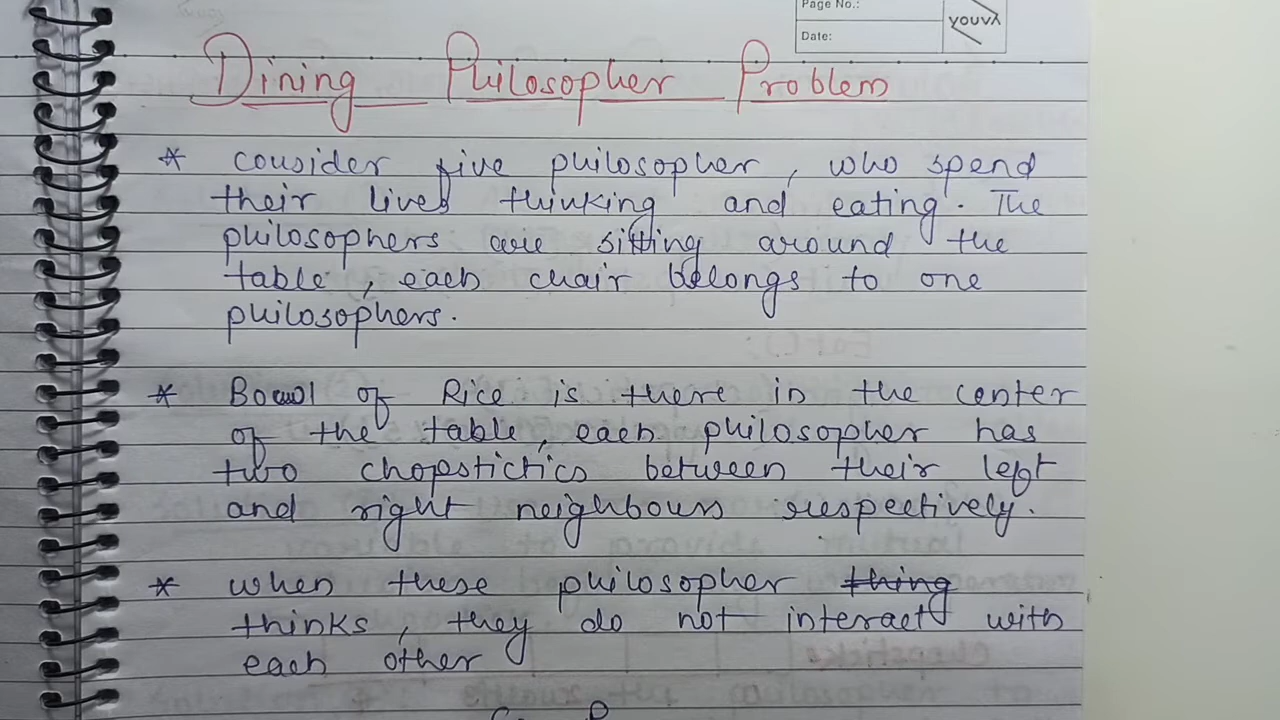 Page No.:
Date:
YOUVA
Dining Philosopher Problem
* consider five philosopher, who spend
their lives thinking and eating. The
philosophers are sitting around the
table, each chair belongs to one
philosophers.
* Bowl of Rice is there in the center
of the table, each philosopher has
two chopstictics between their left
and right neighbours respectively.
* when these philosopher thing
thinks, they do not interact with
each other